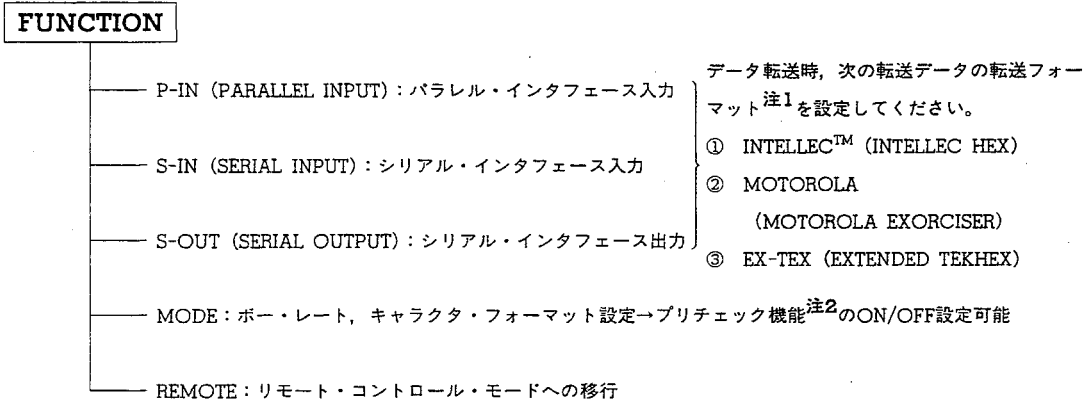 FUNCTION
P-IN (PARALLEL INPUT):パラレル・インタフェース入力
S-IN (SERIAL INPUT):シリアル・インタフェース入力
S-OUT (SERIAL OUTPUT):シリアル・インタフェース出力
データ転送時,次の転送データの転送フォー
マット注1を設定してください。
① INTELLEC™ (INTELLEC HEX)
② MOTOROLA
(MOTOROLA EXORCISER)
③ EX-TEX (EXTENDED TEKHEX)
MODE:ボー・レート,キャラクタ・フォーマット設定→プリチェック機能注2のON/OFF設定可能
REMOTE:リモート・コントロール・モードへの移行